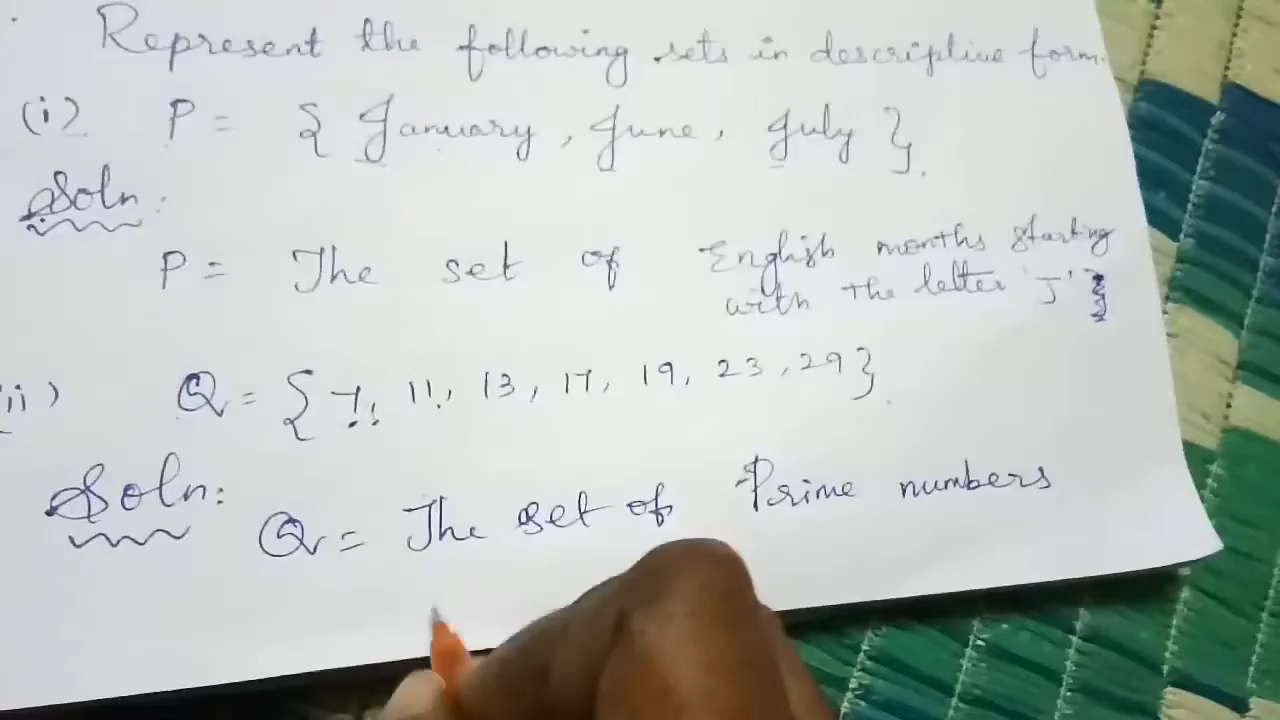 Represent the following sets in descriptive form.
(i) P = { January, June, July }.
Soln:
P = The set of English months starting
with the letter 'J'
ii) Q = { 7, 11, 13, 17, 19, 23, 29 }.
Soln:
Q = The set of Prime numbers